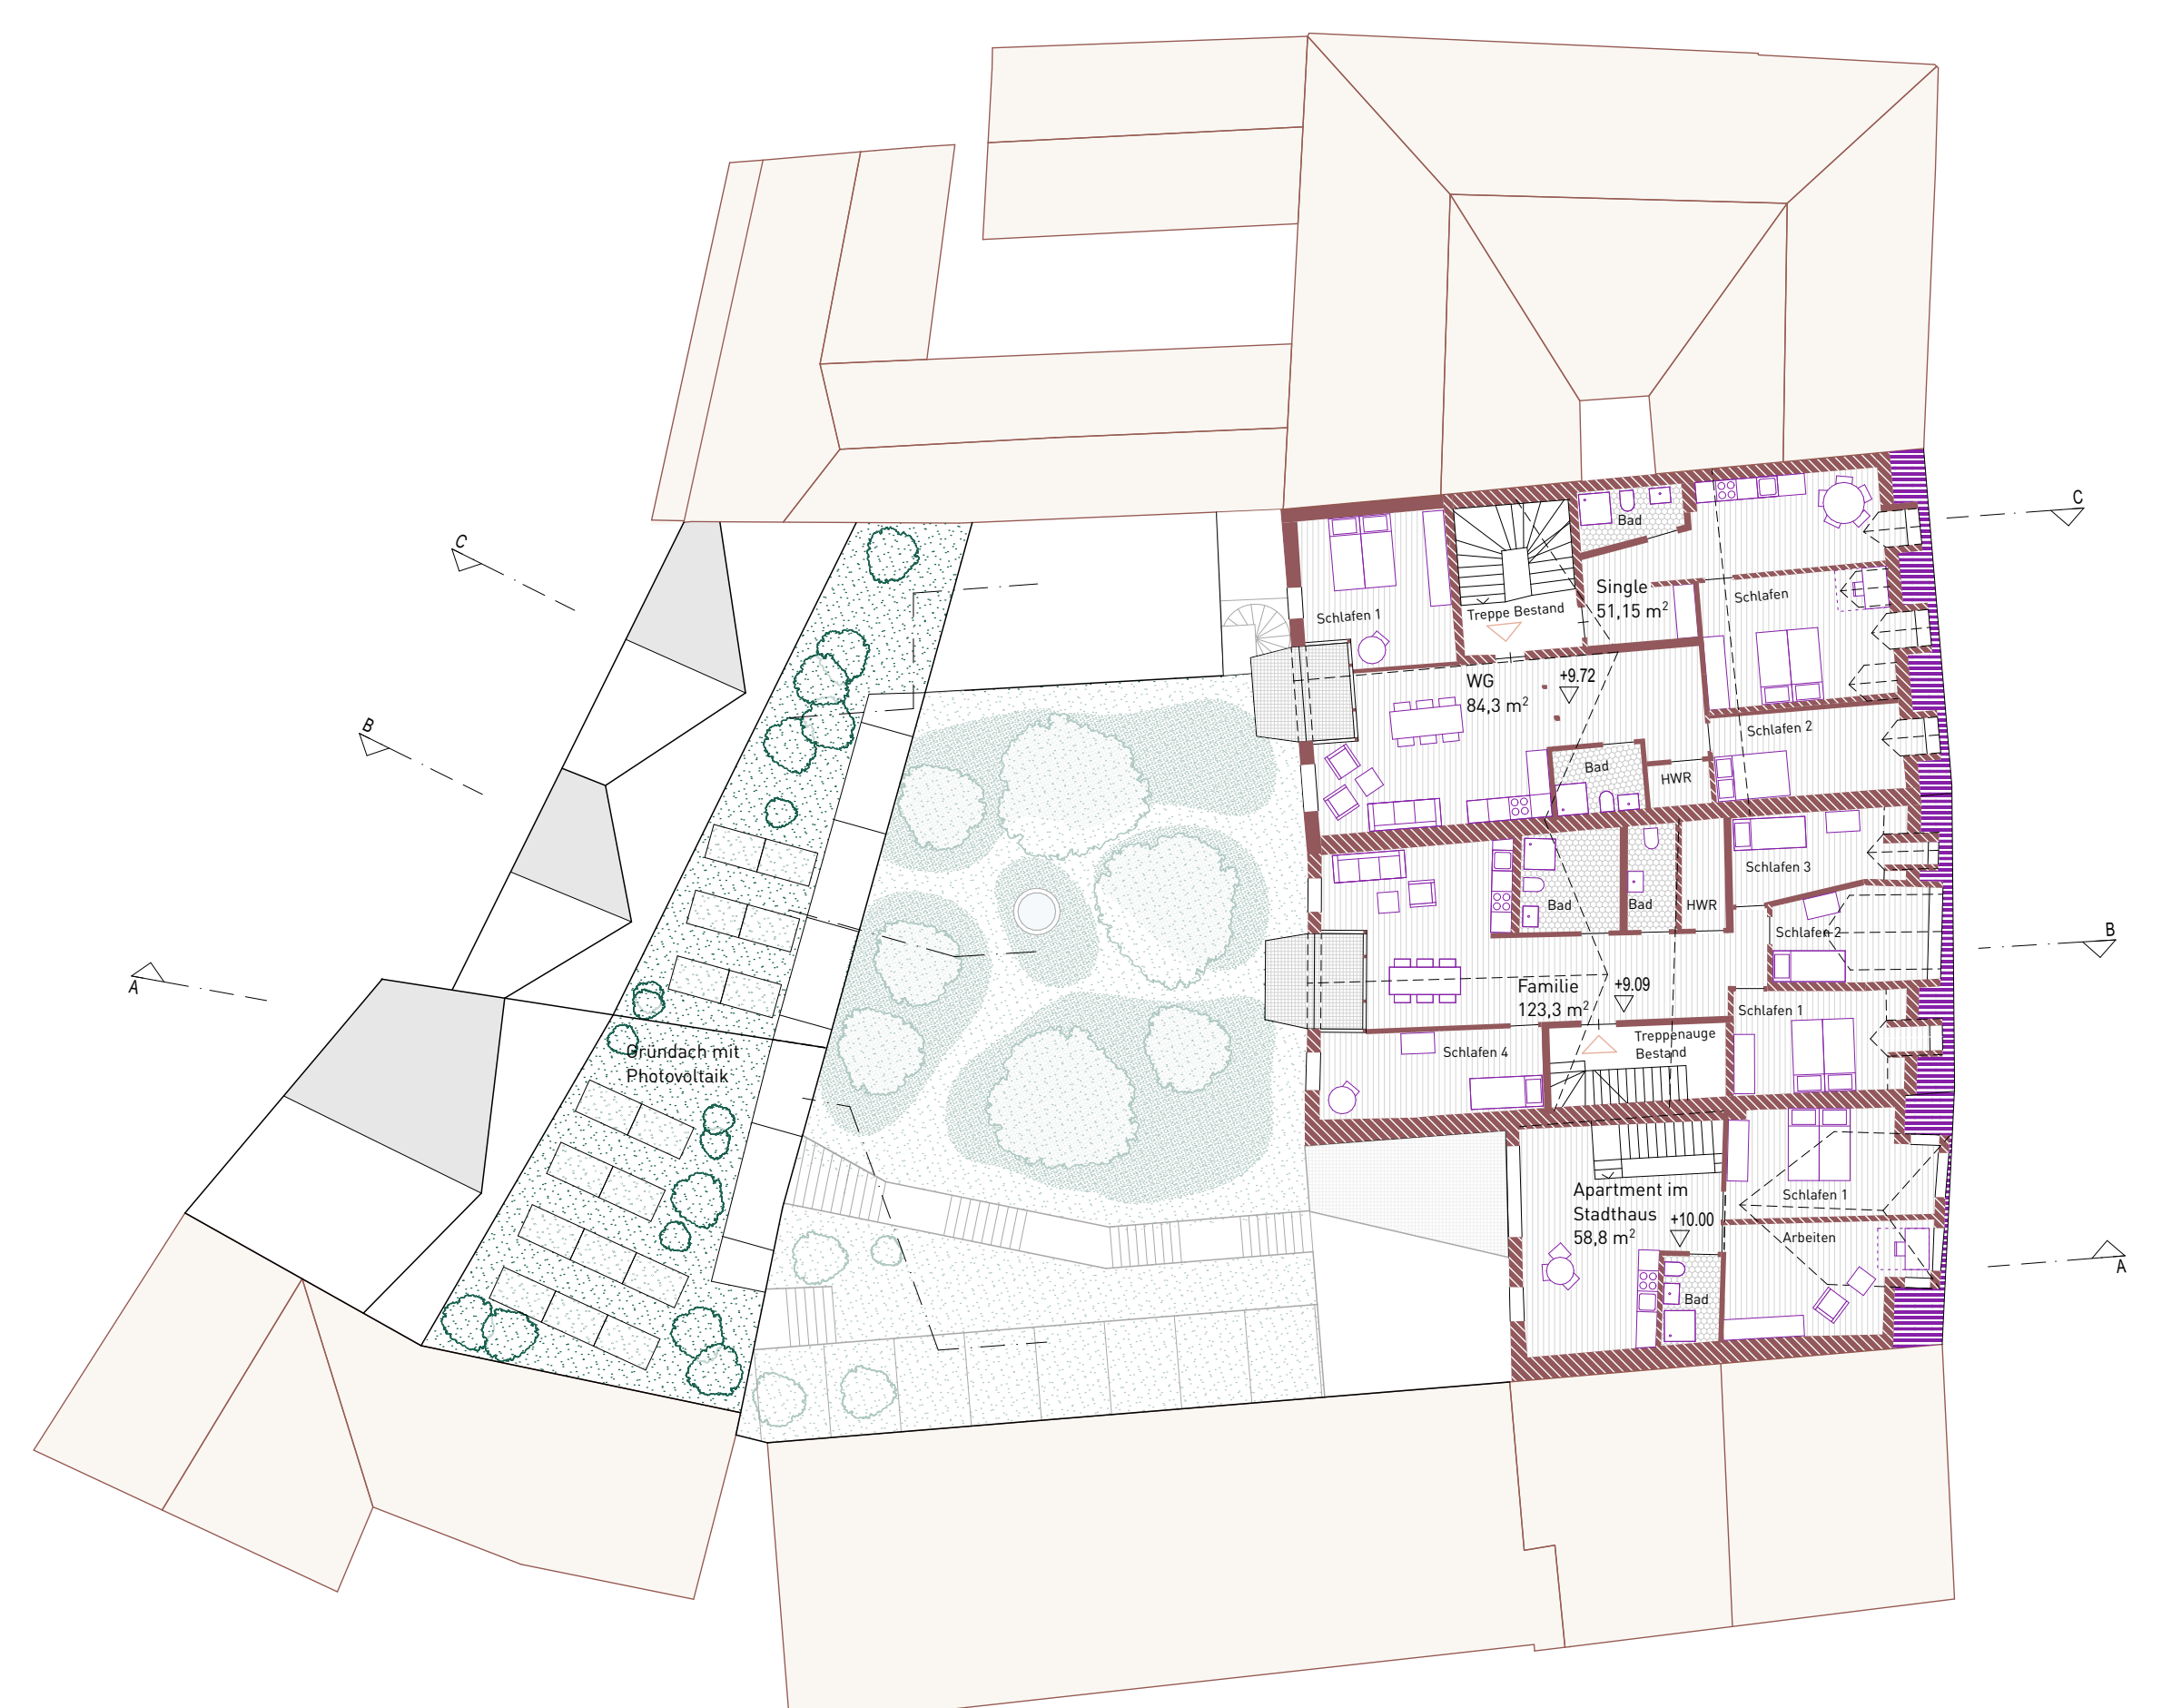 C
C
Bad
Single
51,15 m²
Schlafen
Treppe Bestand
Schlafen 1
WG
84,3 m²
+9.72
Schlafen 2
B
Bad
HWR
Schlafen 3
Bad
Bad
HWR
Schlafen 2
B
A
Familie
123,3 m²
+9.09
Schlafen 1
Gründach mit
Photovoltaik
Schlafen 4
Treppenauge
Bestand
Apartment im
Stadthaus
58,8 m²
+10.00
Schlafen 1
Arbeiten
A
Bad